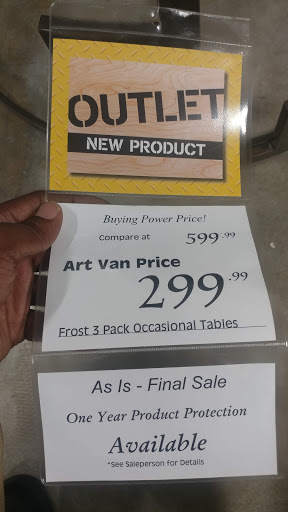 OUTLET
NEW PRODUCT
Buying Power Price!
Compare at 599.99
Art Van Price
299.99
Frost 3 Pack Occasional Tables
As Is - Final Sale
One Year Product Protection
Available
*See Saleperson for Details